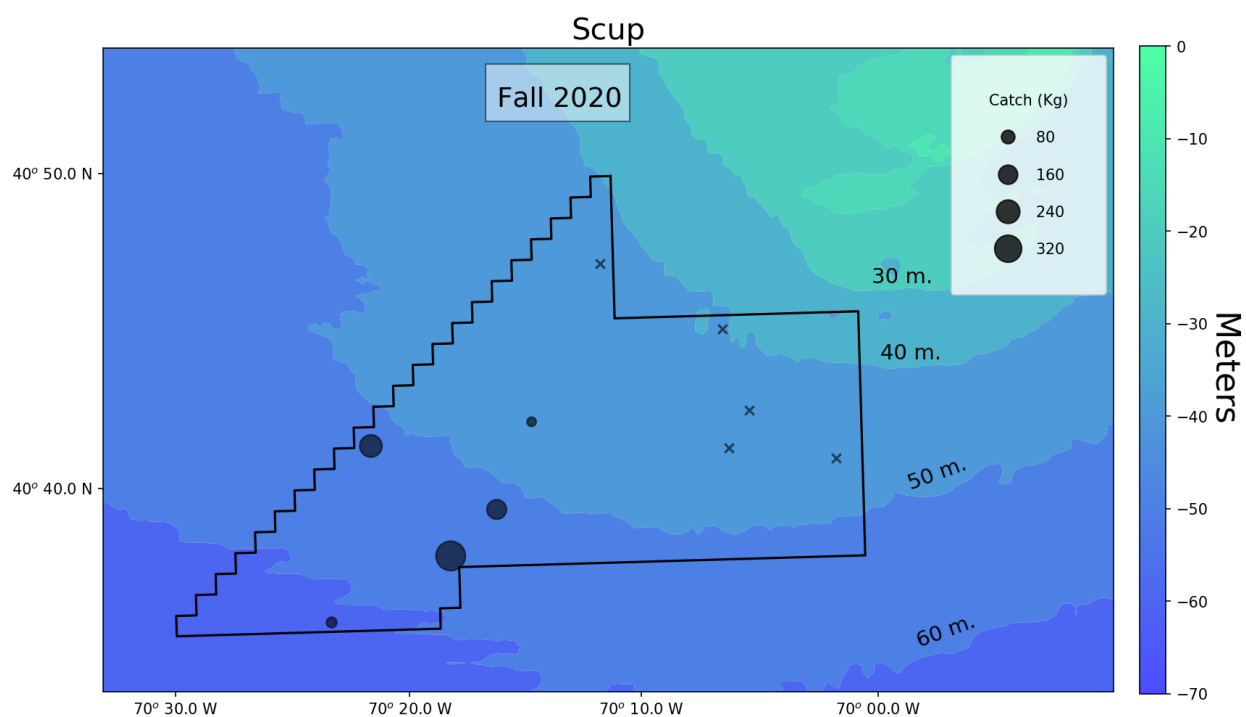 Scup
Fall 2020
Catch (Kg)
80
160
240
320
30 m.
40 m.
50 m.
60 m.
40° 50.0 N
40° 40.0 N
70° 30.0 W
70° 20.0 W
70° 10.0 W
70° 00.0 W
0
−10
−20
−30
−40
−50
−60
−70
Meters